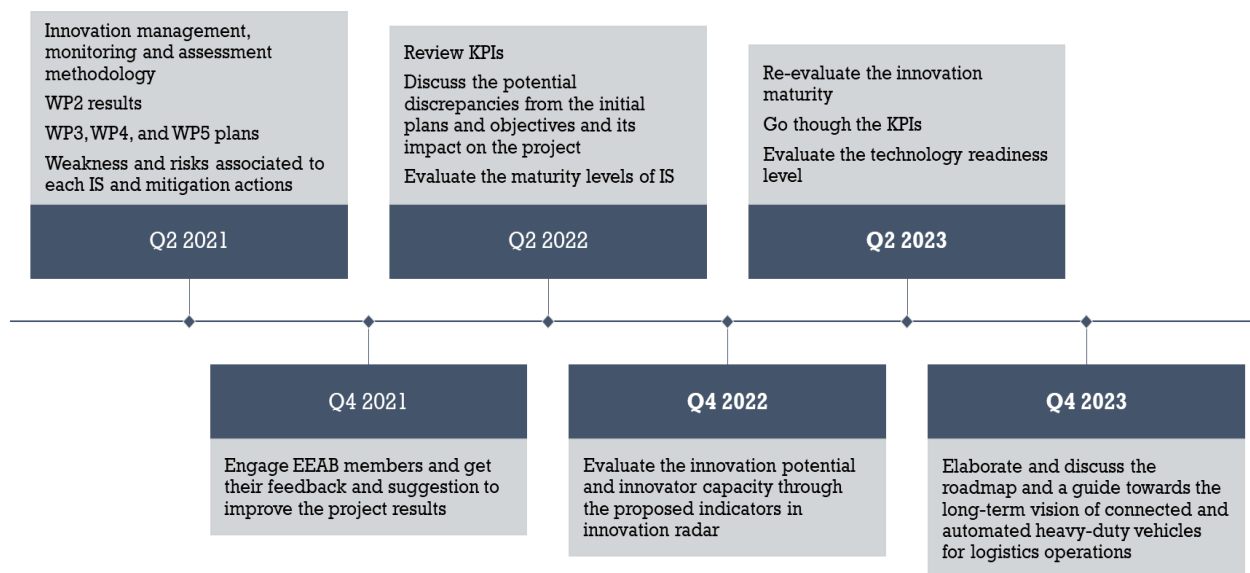 Innovation management,
monitoring and assessment
methodology
WP2 results
WP3, WP4, and WP5 plans
Weakness and risks associated to
each IS and mitigation actions
Q2 2021
Review KPIs
Discuss the potential
discrepancies from the initial
plans and objectives and its
impact on the project
Evaluate the maturity levels of IS
Q2 2022
Re-evaluate the innovation
maturity
Go though the KPIs
Evaluate the technology readiness
level
Q2 2023
Q4 2021
Engage EEAB members and get
their feedback and suggestion to
improve the project results
Q4 2022
Evaluate the innovation potential
and innovator capacity through
the proposed indicators in
innovation radar
Q4 2023
Elaborate and discuss the
roadmap and a guide towards the
long-term vision of connected and
automated heavy-duty vehicles
for logistics operations